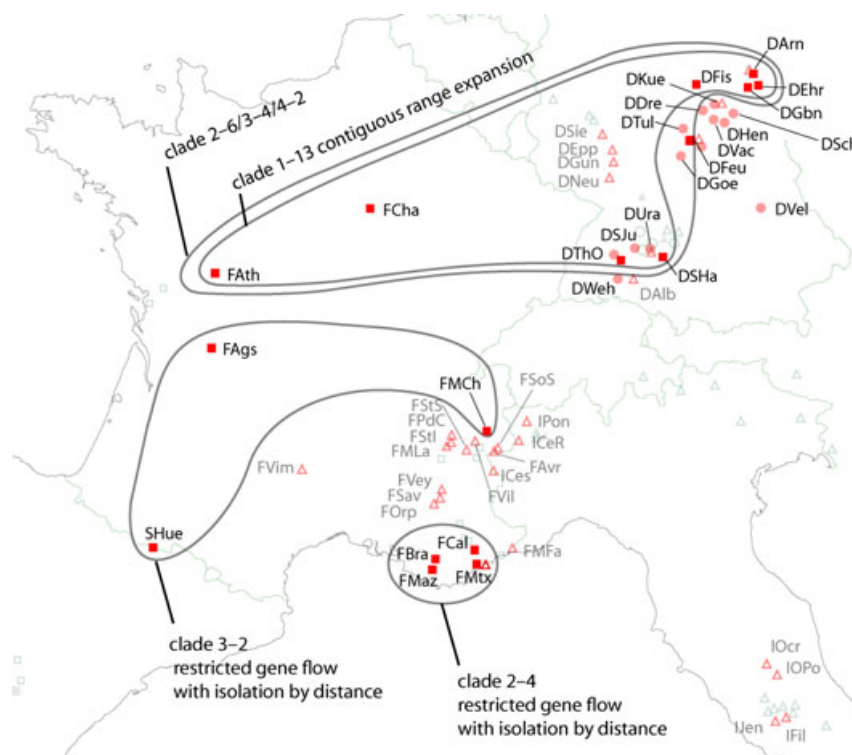 DArn
DKue
DFis
DEhr
DDre
DGbn
DTul
DHen
DSch
DVac
DFeu
DGoe
DSie
DEpp
DGun
DNeu
clade 2–6/3–4/4–2
clade 1–13 contiguous range expansion
FCha
DVel
DUra
DSJu
DThO
FAth
DSHa
DWeh
DAlb
FAgs
FMCh
FSoS
FStS
FPdC
IPon
FStI
ICeR
FMLa
FAvr
FVim
ICes
FVey
FVil
FSav
FOrp
SHue
FCal
FBra
FMFa
FMaz
FMtx
clade 3–2
restricted gene flow
with isolation by distance
clade 2–4
restricted gene flow
with isolation by distance
IOcr
IOPo
IJen
IFil